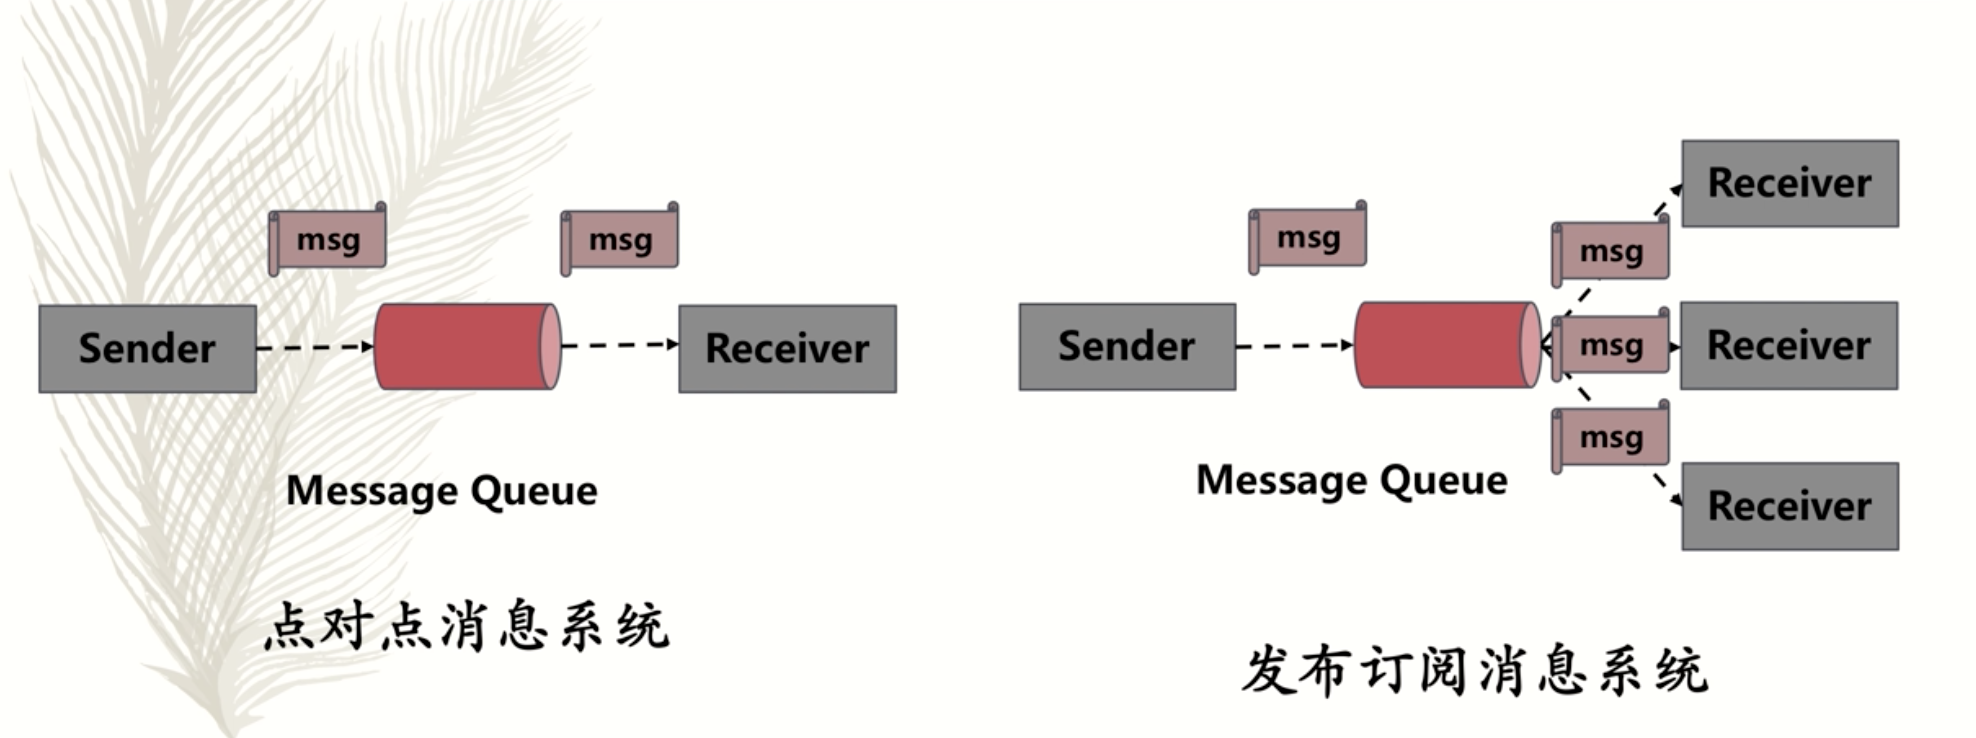 msg
msg
Sender
Receiver
Message Queue
点对点消息系统
msg
Sender
msg
msg
msg
Receiver
Receiver
Receiver
Message Queue
发布订阅消息系统